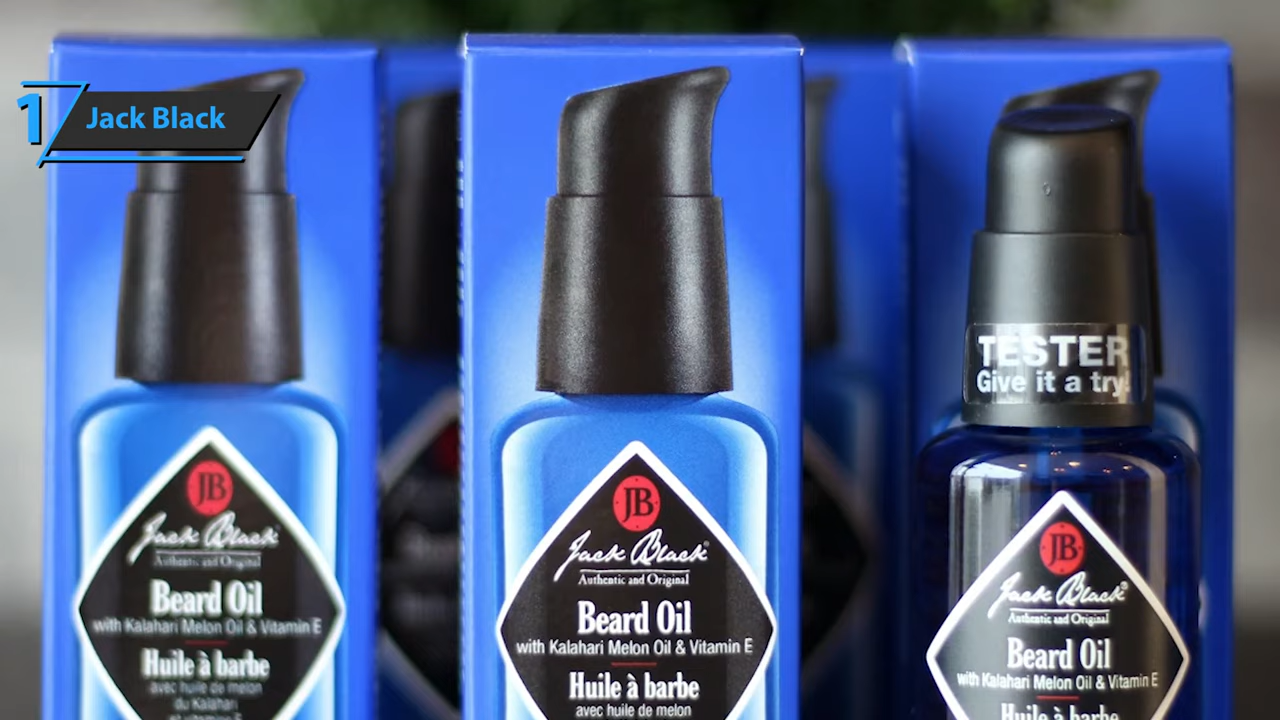 1 Jack Black
JB
Jack Black
Authentic and Original
Beard Oil
with Kalahari Melon Oil & Vitamin E
Huile à barbe
avec huile de melon
du Kalahari
et vitamine E
JB
Jack Black®
Authentic and Original
Beard Oil
with Kalahari Melon Oil & Vitamin E
Huile à barbe
avec huile de melon
TESTER
Give it a try!
JB
Jack Black®
Authentic and Original
Beard Oil
with Kalahari Melon Oil & Vitamin E
Huile à barbe